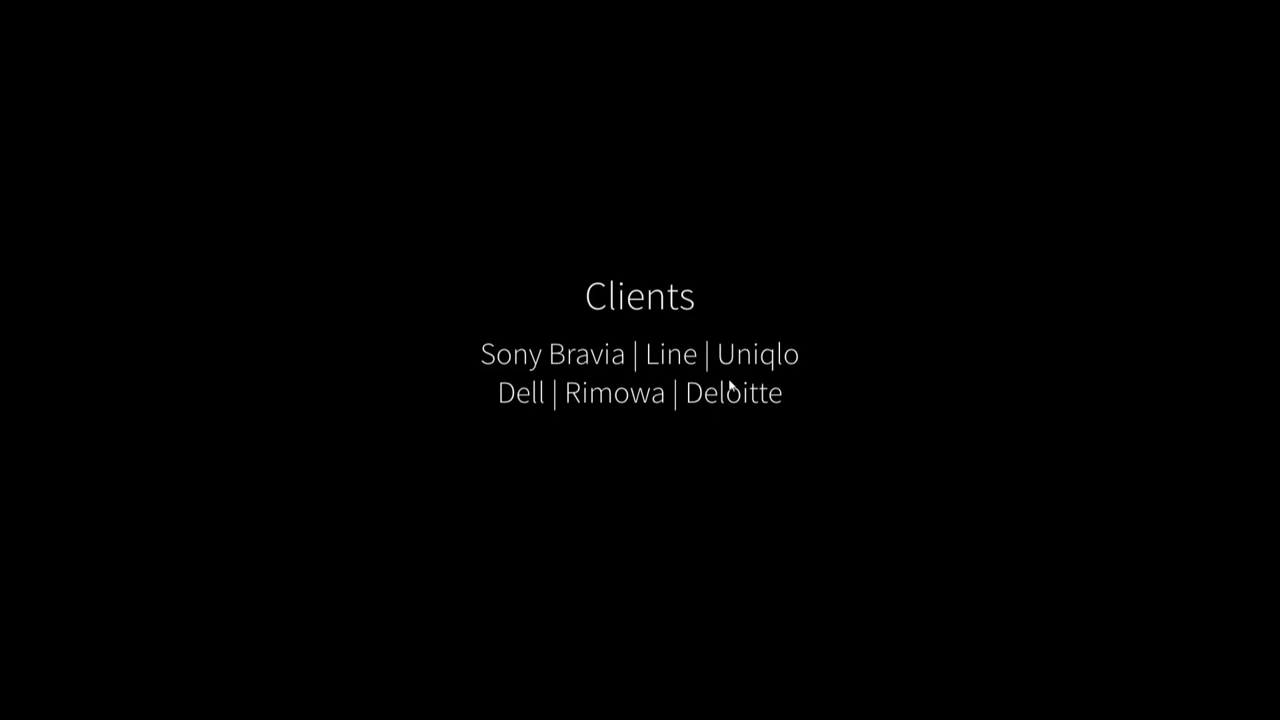 Clients
Sony Bravia | Line | Uniqlo
Dell | Rimowa | Deloitte